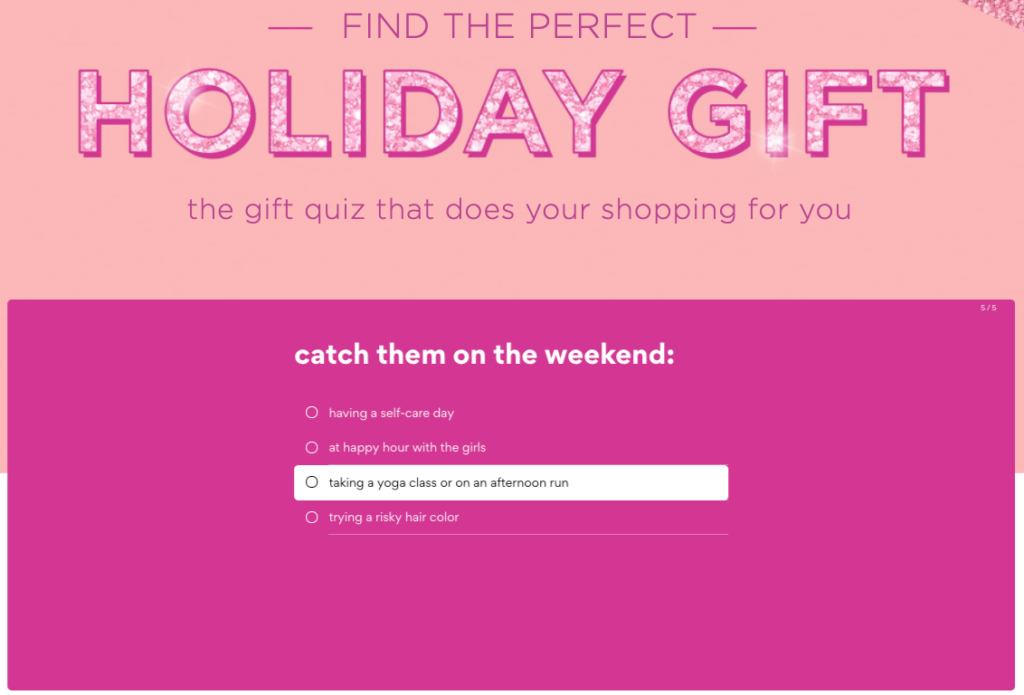 FIND THE PERFECT
HOLIDAY GIFT
the gift quiz that does your shopping for you
5 / 5
catch them on the weekend:
having a self-care day
at happy hour with the girls
taking a yoga class or on an afternoon run
trying a risky hair color